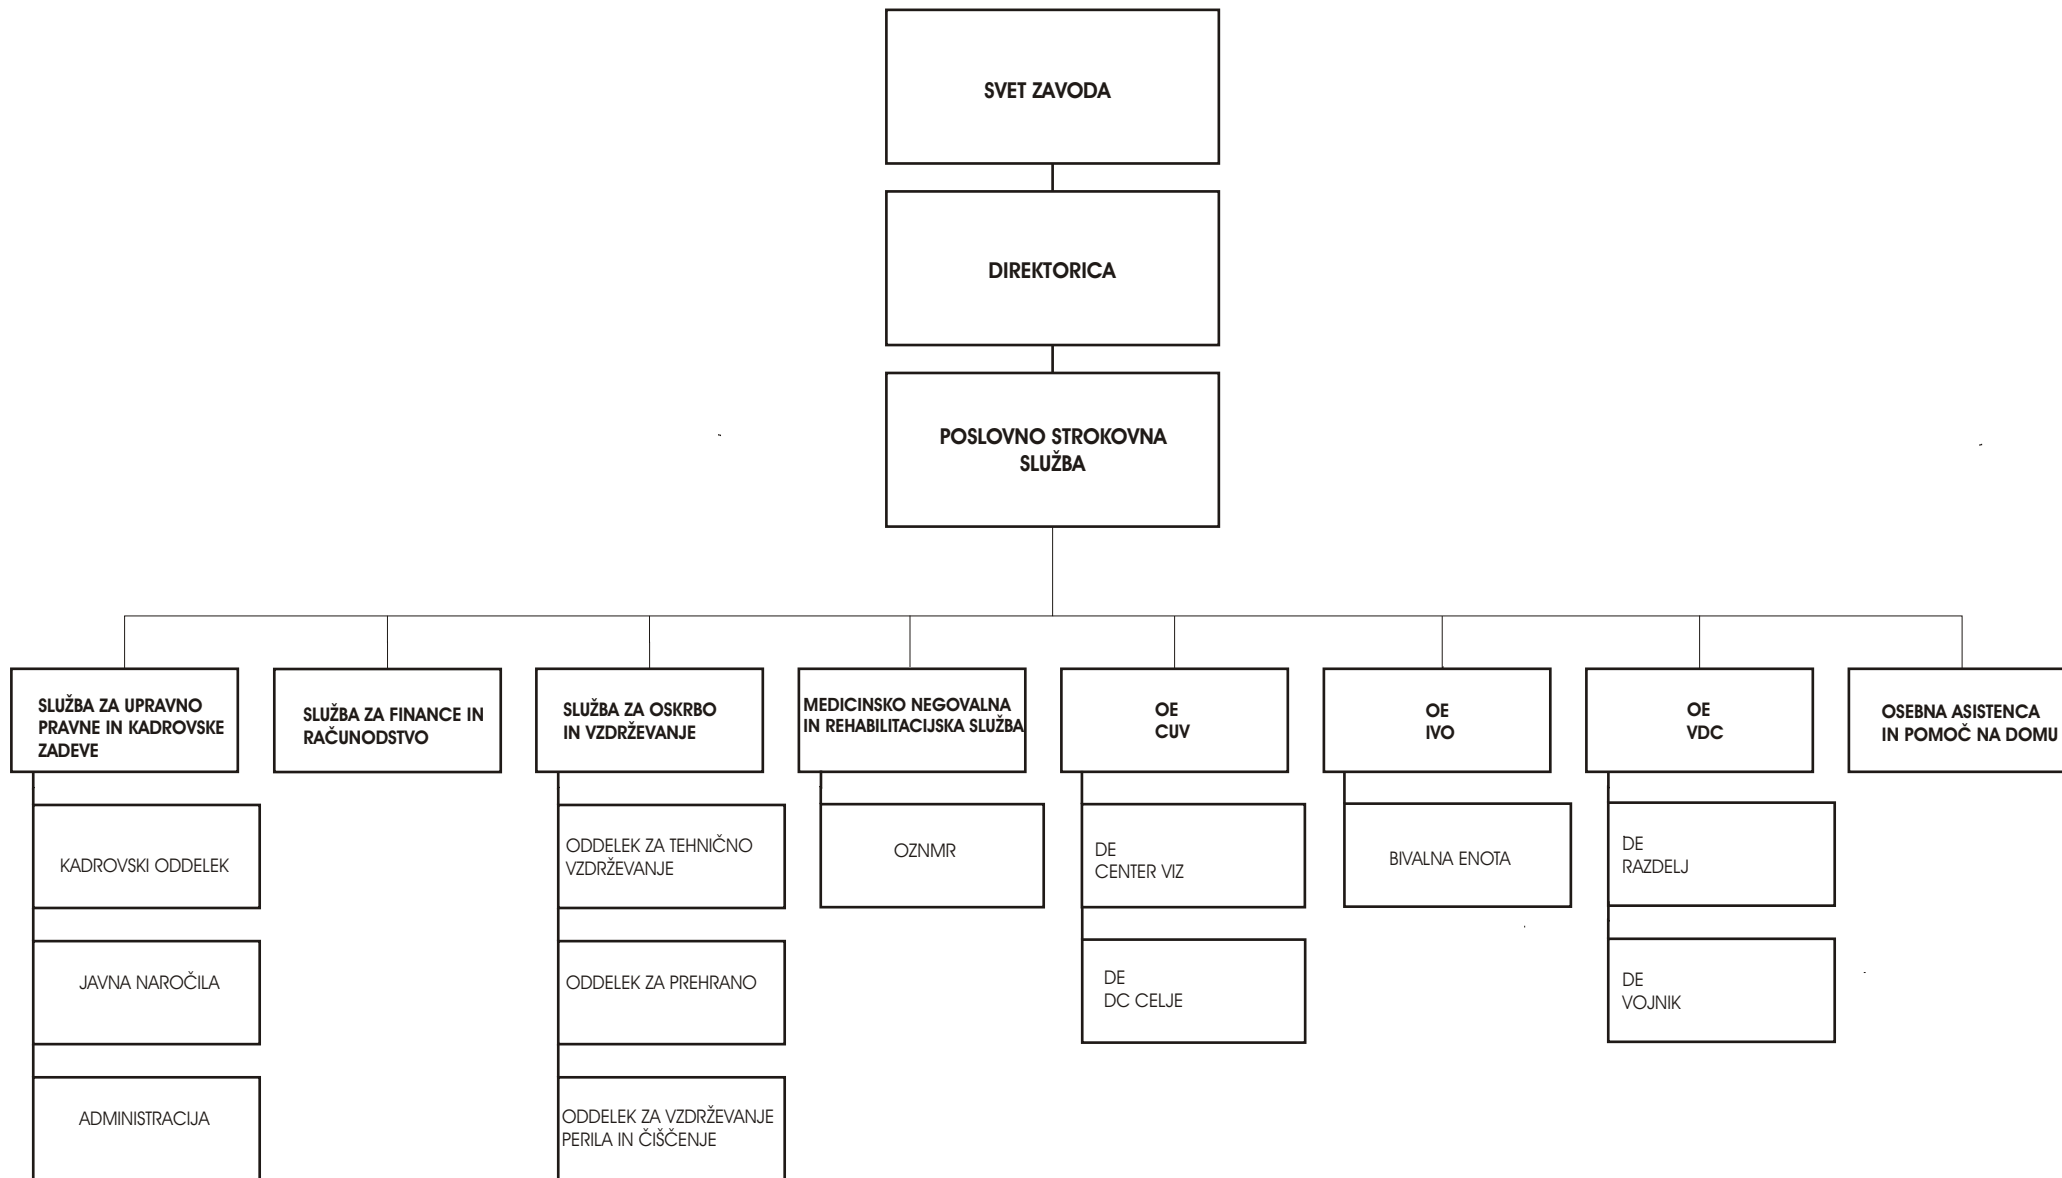 SVET ZAVODA
DIREKTORICA
POSLOVNO STROKOVNA
SLUŽBA
SLUŽBA ZA UPRAVNO
PRAVNE IN KADROVSKE
ZADEVE
SLUŽBA ZA FINANCE IN
RAČUNODSTVO
SLUŽBA ZA OSKRBO
IN VZDRŽEVANJE
MEDICINSKO NEGOVALNA
IN REHABILITACIJSKA SLUŽBA
OE
CUV
OE
IVO
OE
VDC
OSEBNA ASISTENCA
IN POMOČ NA DOMU
KADROVSKI ODDELEK
ODDELEK ZA TEHNIČNO
VZDRŽEVANJE
OZNMR
DE
CENTER VIZ
BIVALNA ENOTA
DE
RAZDELJ
JAVNA NAROČILA
ODDELEK ZA PREHRANO
DE
DC CELJE
DE
VOJNIK
ADMINISTRACIJA
ODDELEK ZA VZDRŽEVANJE
PERILA IN ČIŠČENJE